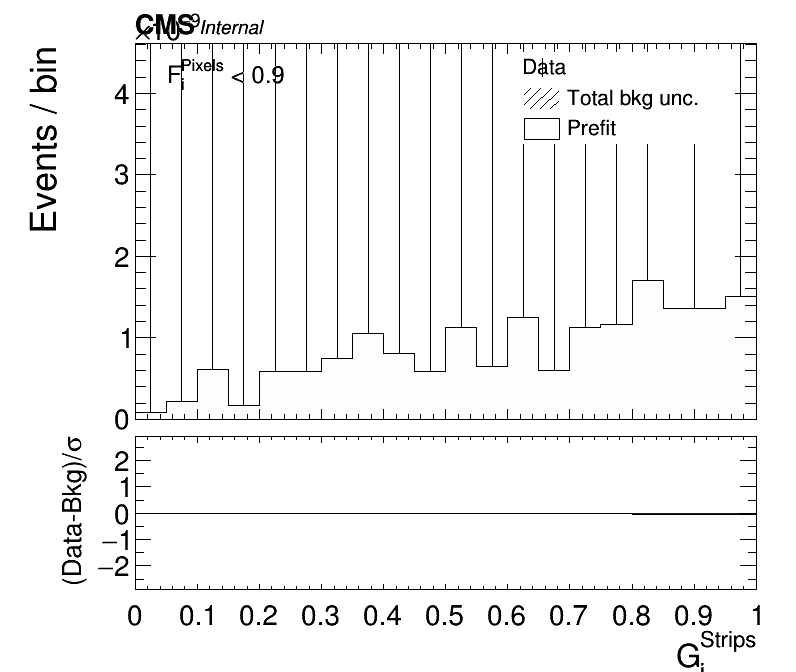 CMS Internal
×10⁻⁹
Events / bin
F_i^Pixels < 0.9
Data
Total bkg unc.
Prefit
4
3
2
1
0
(Data-Bkg)/σ
2
1
0
−1
−2
0 0.1 0.2 0.3 0.4 0.5 0.6 0.7 0.8 0.9 1
G_i^Strips